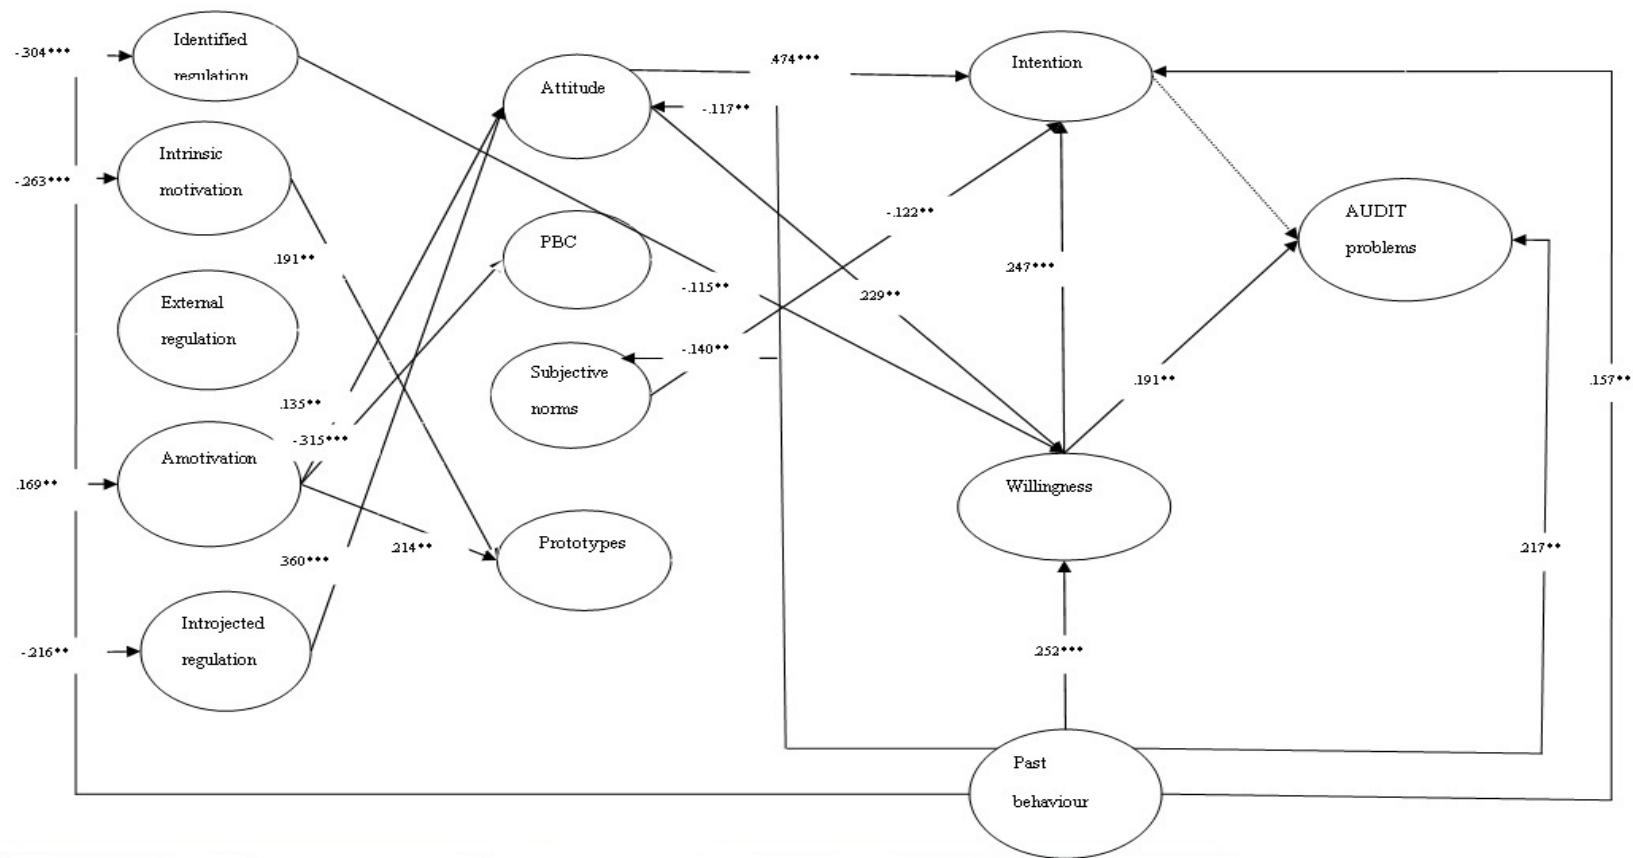 Identified
regulation
-.304***
Intrinsic
motivation
-.263***
External
regulation
Amotivation
.169**
Introjected
regulation
-.216**
.191**
.135**
-.315***
.360***
.214**
Attitude
PBC
Subjective
norms
Prototypes
.474***
-.117**
-.115**
-.140**
.229**
-.122**
Intention
.247***
Willingness
.252***
Past
behaviour
AUDIT
problems
.191**
.217**
.157**